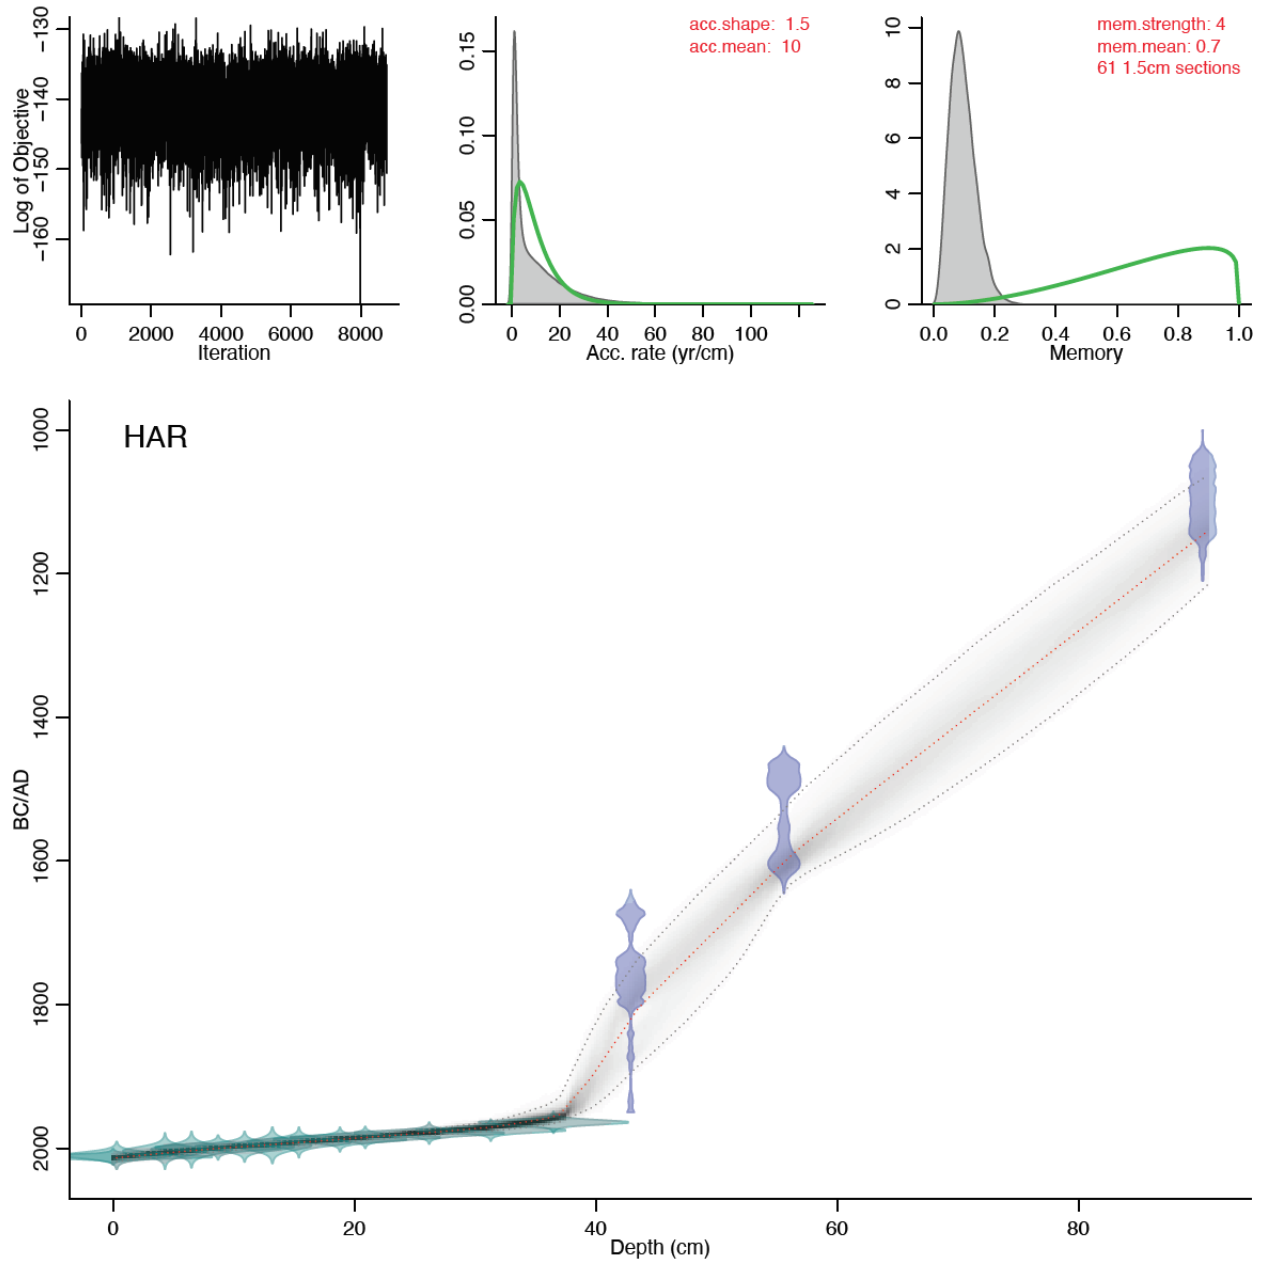 Log of Objective
−130
−140
−150
−160
0 2000 4000 6000 8000
Iteration
acc.shape: 1.5
acc.mean: 10
0.15
0.10
0.05
0.00
0 20 40 60 80 100
Acc. rate (yr/cm)
mem.strength: 4
mem.mean: 0.7
61 1.5cm sections
10
8
6
4
2
0
0.0 0.2 0.4 0.6 0.8 1.0
Memory
HAR
BC/AD
1000
1200
1400
1600
1800
2000
0 20 40 60 80
Depth (cm)